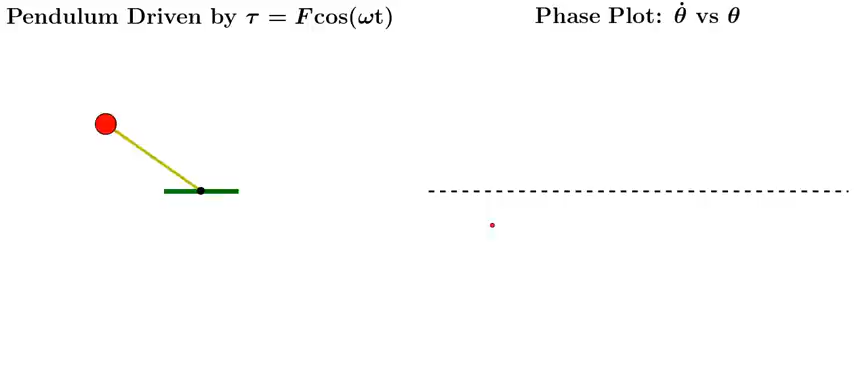 Pendulum Driven by τ = Fcos(ωt)
Phase Plot: θ̇ vs θ